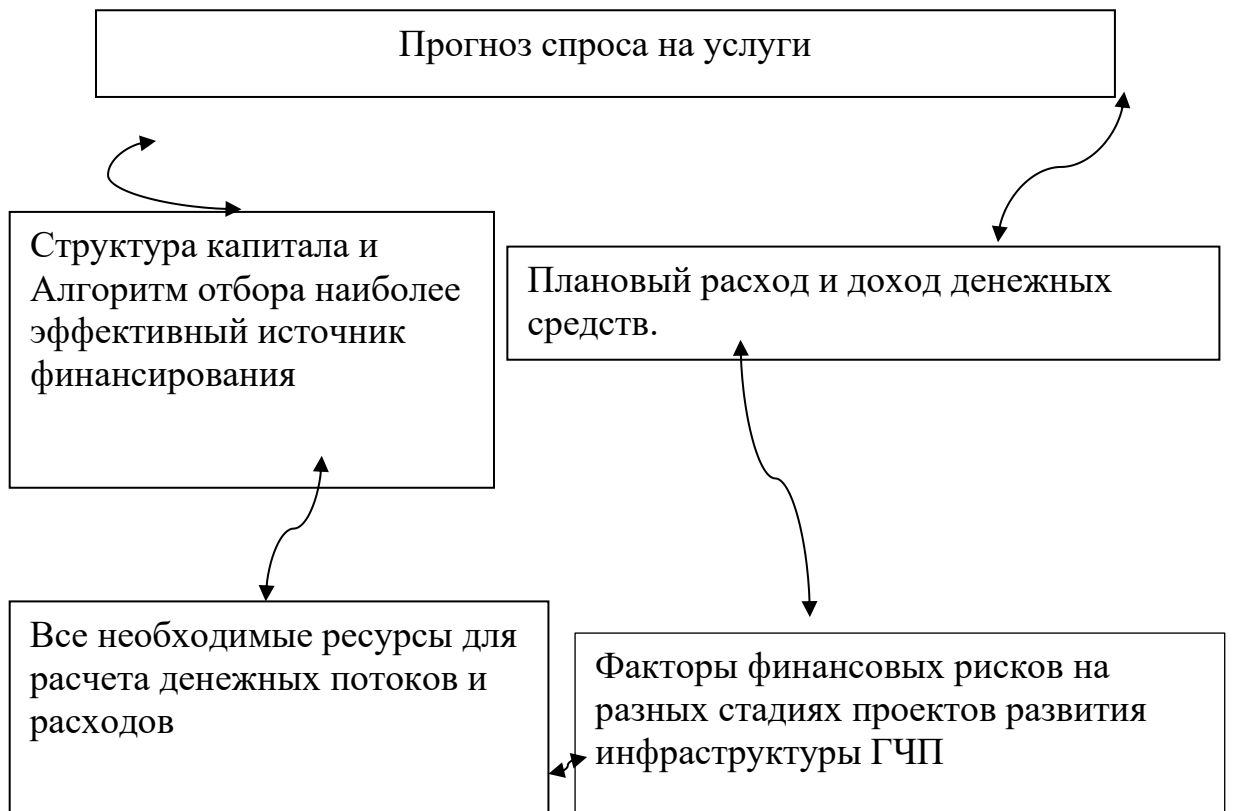 Прогноз спроса на услуги
Структура капитала и
Алгоритм отбора наиболее
эффективный источник
финансирования
Плановый расход и доход денежных
средств.
Все необходимые ресурсы для
расчета денежных потоков и
расходов
Факторы финансовых рисков на
разных стадиях проектов развития
инфраструктуры ГЧП